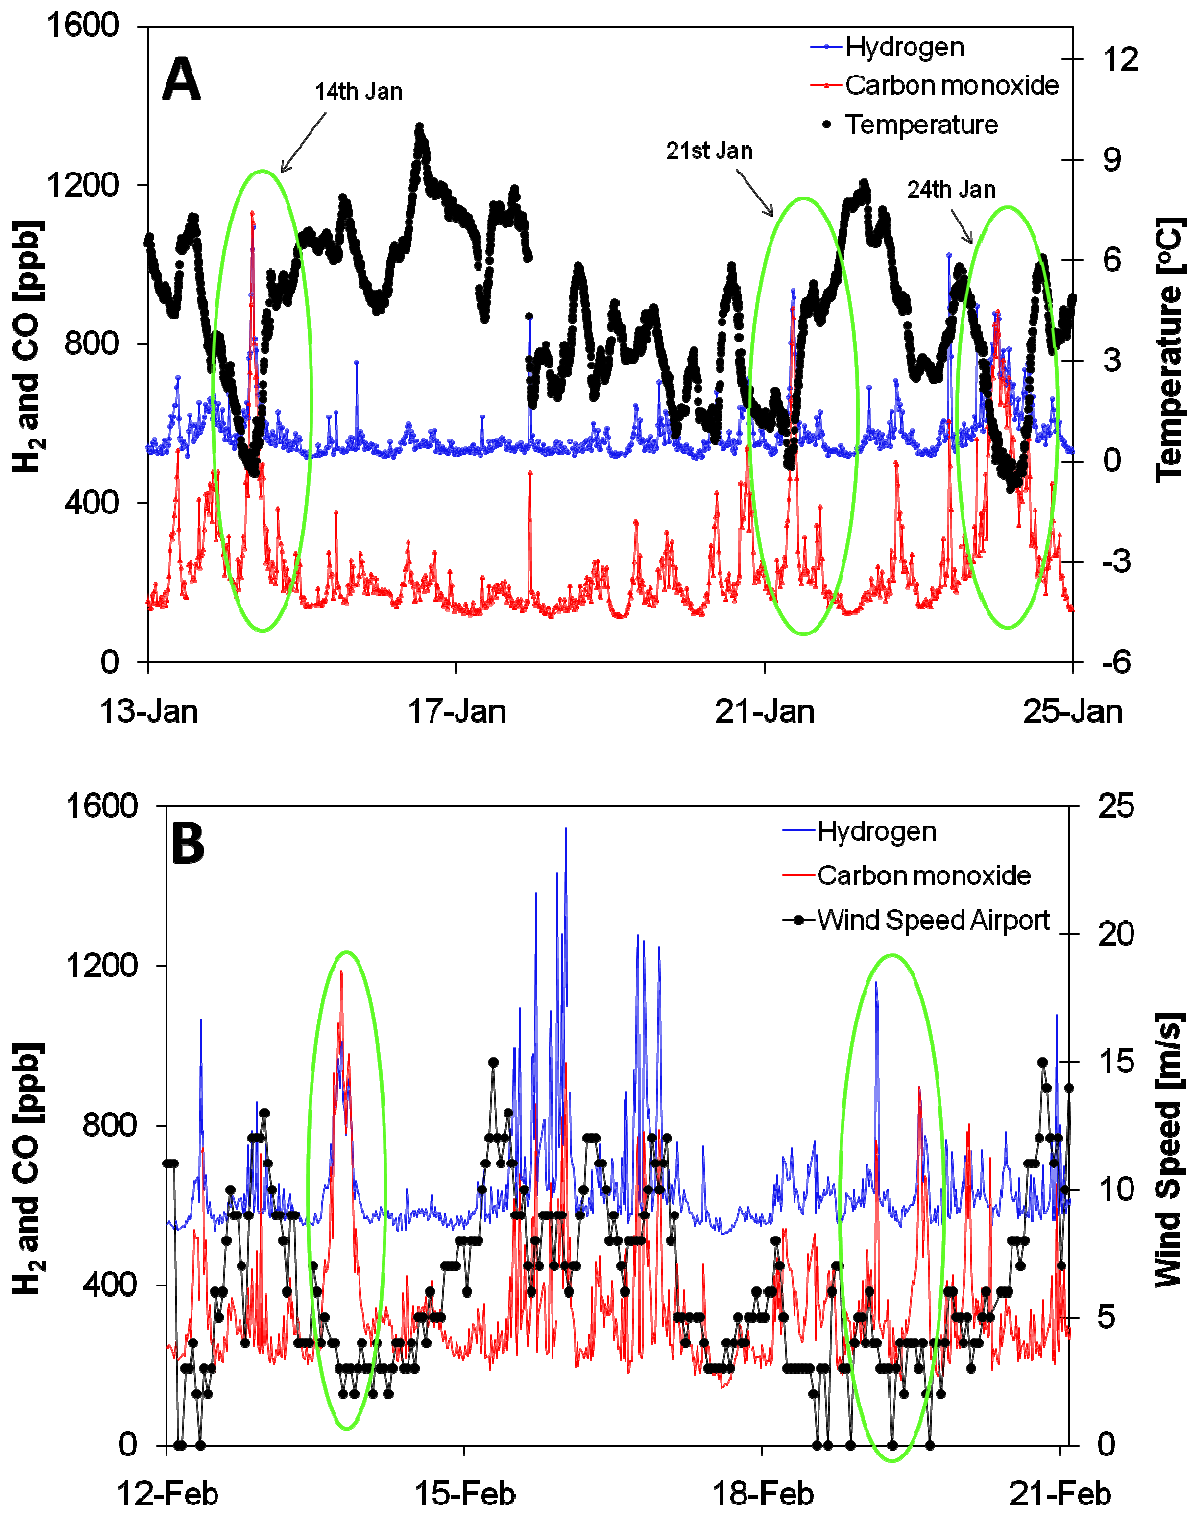 1600
A
14th Jan
Hydrogen
Carbon monoxide
Temperature
12
1200
21st Jan
24th Jan
9
6
800
3
0
400
-3
0
-6
H2 and CO [ppb]
Temperature [ºC]
13-Jan
17-Jan
21-Jan
25-Jan
1600
B
Hydrogen
Carbon monoxide
Wind Speed Airport
25
20
1200
15
800
10
400
5
0
0
H2 and CO [ppb]
Wind Speed [m/s]
12-Feb
15-Feb
18-Feb
21-Feb